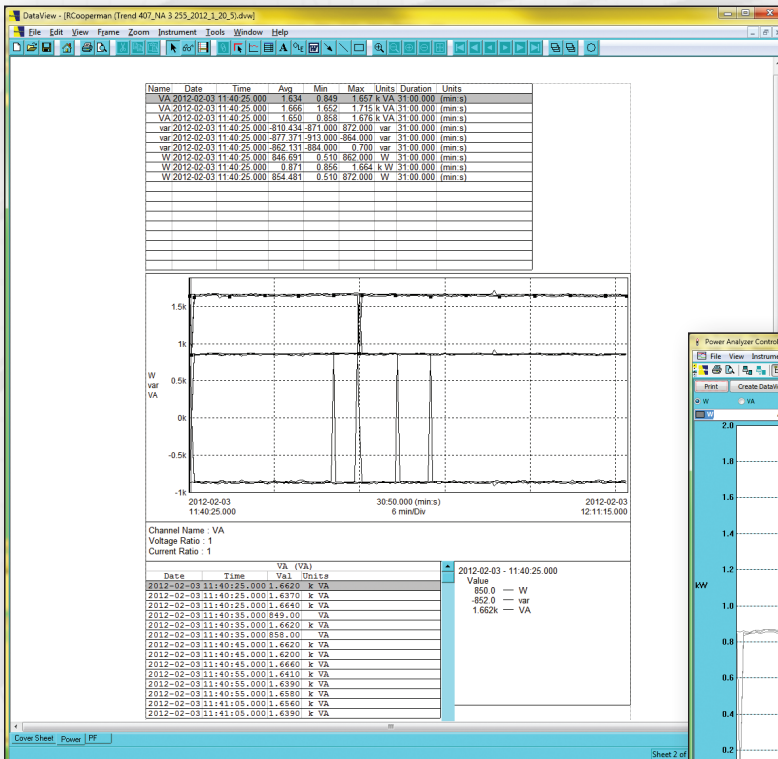 DataView - [RCooperman (Trend 407_NA 3 255_2012_1_20_5).dvw]
File Edit View Frame Zoom Instrument Tools Window Help
Name Date Time Avg Min Max Units Duration Units
VA 2012-02-03 11:40:25.000 1.634 0.849 1.657 k VA 31:00.000 (min:s)
VA 2012-02-03 11:40:25.000 1.666 1.652 1.715 k VA 31:00.000 (min:s)
VA 2012-02-03 11:40:25.000 1.650 0.858 1.676 k VA 31:00.000 (min:s)
var 2012-02-03 11:40:25.000 -810.434 -871.000 872.000 var 31:00.000 (min:s)
var 2012-02-03 11:40:25.000 -877.371 -913.000 -864.000 var 31:00.000 (min:s)
var 2012-02-03 11:40:25.000 -862.131 -884.000 0.700 var 31:00.000 (min:s)
W 2012-02-03 11:40:25.000 846.691 0.510 862.000 W 31:00.000 (min:s)
W 2012-02-03 11:40:25.000 0.871 0.856 1.664 k W 31:00.000 (min:s)
W 2012-02-03 11:40:25.000 854.481 0.510 872.000 W 31:00.000 (min:s)
1.5k
1k
W
var
VA
0.5k
0k
-0.5k
-1k
2012-02-03 30:50.000 (min:s) 2012-02-03
11:40:25.000 6 min/Div 12:11:15.000
Channel Name : VA
Voltage Ratio : 1
Current Ratio : 1
VA (VA)
Date Time Val Units
2012-02-03 11:40:25.000 1.6620 k VA
2012-02-03 11:40:25.000 1.6370 k VA
2012-02-03 11:40:25.000 1.6640 k VA
2012-02-03 11:40:35.000 849.00 VA
2012-02-03 11:40:35.000 1.6620 k VA
2012-02-03 11:40:35.000 858.00 VA
2012-02-03 11:40:45.000 1.6620 k VA
2012-02-03 11:40:45.000 1.6200 k VA
2012-02-03 11:40:45.000 1.6660 k VA
2012-02-03 11:40:55.000 1.6610 k VA
2012-02-03 11:40:55.000 1.6390 k VA
2012-02-03 11:40:55.000 1.6580 k VA
2012-02-03 11:41:05.000 1.6560 k VA
2012-02-03 11:41:05.000 1.6390 k VA
2012-02-03 - 11:40:25.000
Value
850.0 — W
-852.0 — var
1.662k — VA
Cover Sheet Power PF
Sheet 2 of
Power Analyzer Control
File View Instrume
Print Create DataV
W VA
W
2.0
1.8
1.6
1.4
1.2
kW
1.0
0.8
0.6
0.4
0.2